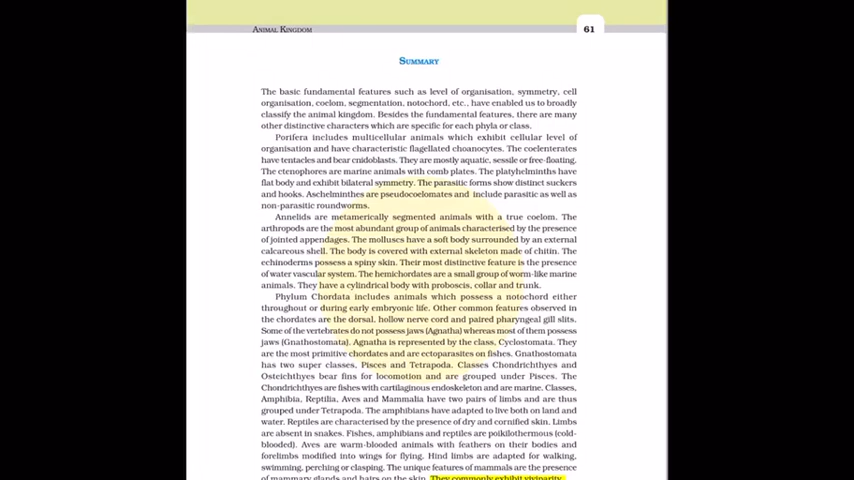 ANIMAL KINGDOM
61
SUMMARY
The basic fundamental features such as level of organisation, symmetry, cell
organisation, coelom, segmentation, notochord, etc., have enabled us to broadly
classify the animal kingdom. Besides the fundamental features, there are many
other distinctive characters which are specific for each phyla or class.
Porifera includes multicellular animals which exhibit cellular level of
organisation and have characteristic flagellated choanocytes. The coelenterates
have tentacles and bear cnidoblasts. They are mostly aquatic, sessile or free-floating.
The ctenophores are marine animals with comb plates. The platyhelminths have
flat body and exhibit bilateral symmetry. The parasitic forms show distinct suckers
and hooks. Aschelminthes are pseudocoelomates and include parasitic as well as
non-parasitic roundworms.
Annelids are metamerically segmented animals with a true coelom. The
arthropods are the most abundant group of animals characterised by the presence
of jointed appendages. The molluscs have a soft body surrounded by an external
calcareous shell. The body is covered with external skeleton made of chitin. The
echinoderms possess a spiny skin. Their most distinctive feature is the presence
of water vascular system. The hemichordates are a small group of worm-like marine
animals. They have a cylindrical body with proboscis, collar and trunk.
Phylum Chordata includes animals which possess a notochord either
throughout or during early embryonic life. Other common features observed in
the chordates are the dorsal, hollow nerve cord and paired pharyngeal gill slits.
Some of the vertebrates do not possess jaws (Agnatha) whereas most of them possess
jaws (Gnathostomata). Agnatha is represented by the class, Cyclostomata. They
are the most primitive chordates and are ectoparasites on fishes. Gnathostomata
has two super classes, Pisces and Tetrapoda. Classes Chondrichthyes and
Osteichthyes bear fins for locomotion and are grouped under Pisces. The
Chondrichthyes are fishes with cartilaginous endoskeleton and are marine. Classes,
Amphibia, Reptilia, Aves and Mammalia have two pairs of limbs and are thus
grouped under Tetrapoda. The amphibians have adapted to live both on land and
water. Reptiles are characterised by the presence of dry and cornified skin. Limbs
are absent in snakes. Fishes, amphibians and reptiles are poikilothermous (cold-
blooded). Aves are warm-blooded animals with feathers on their bodies and
forelimbs modified into wings for flying. Hind limbs are adapted for walking,
swimming, perching or clasping. The unique features of mammals are the presence
of mammary glands and hairs on the skin. They commonly exhibit viviparity.